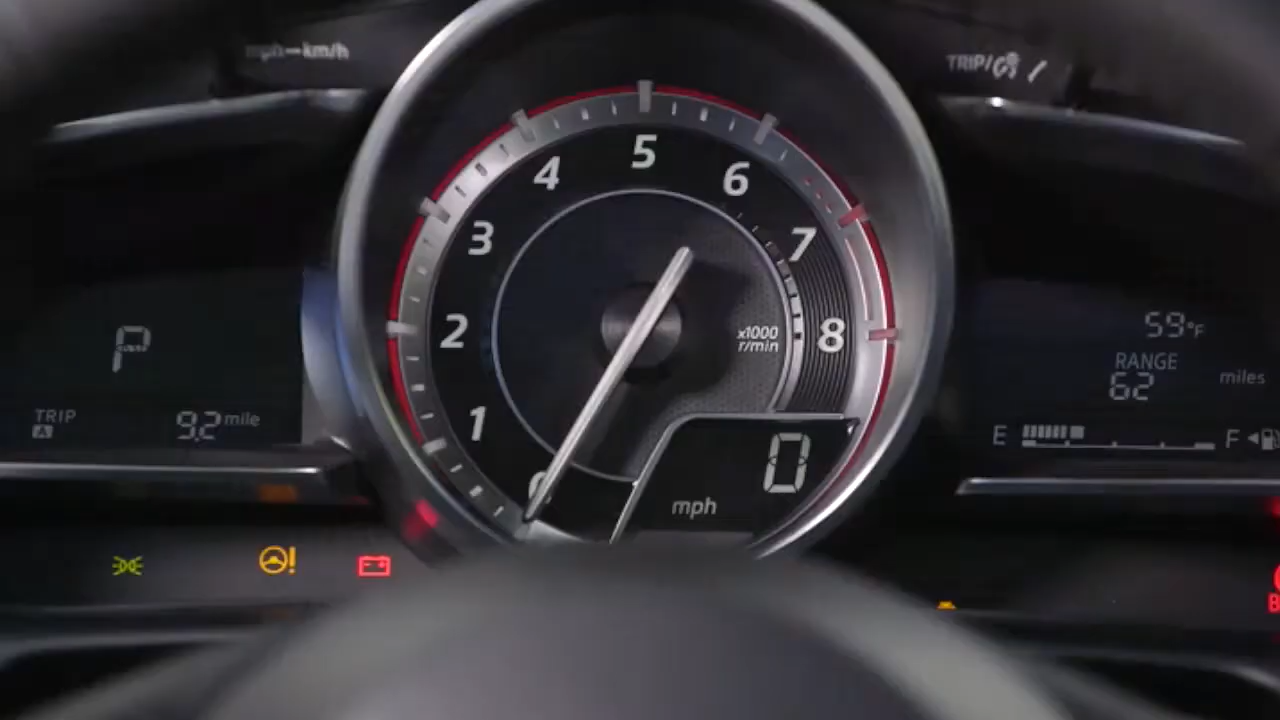 mph–km/h
TRIP/
5
4
6
3
7
2
x1000
r/min
8
1
0
0
mph
P
TRIP
A
9.2 mile
59°F
RANGE
62 miles
E
F